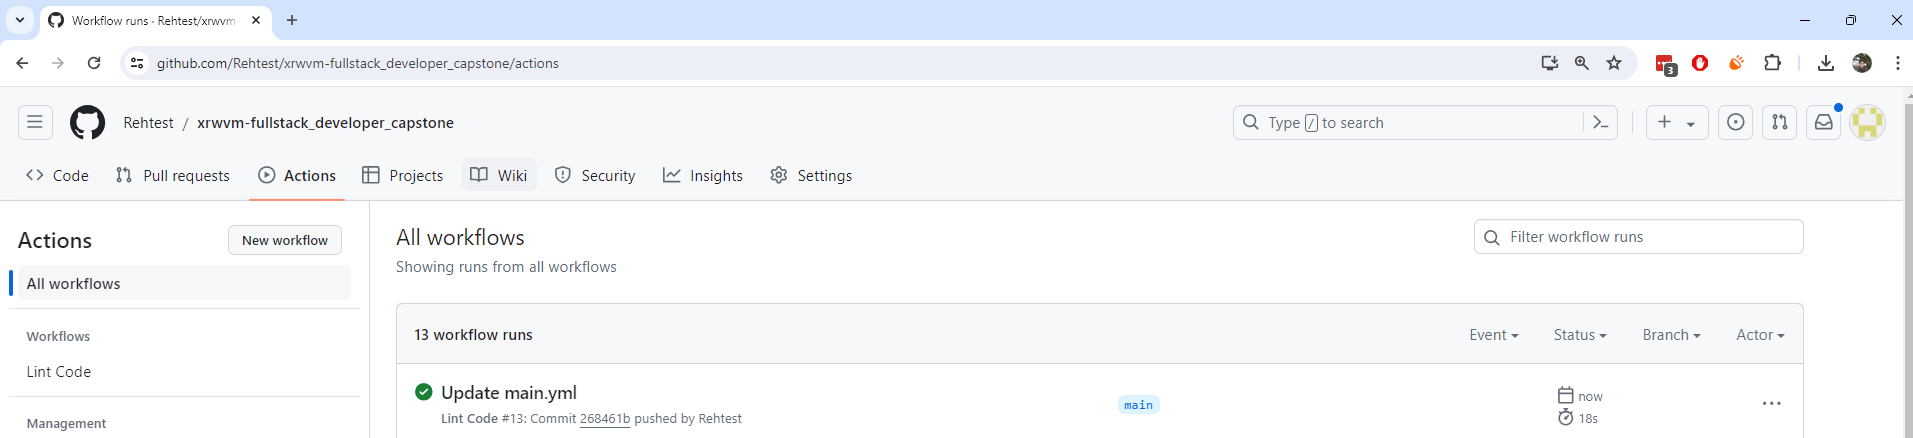 Workflow runs · Rehtest/xrwvm-
github.com/Rehtest/xrwvm-fullstack_developer_capstone/actions
3
Rehtest / xrwvm-fullstack_developer_capstone
Type / to search
Code Pull requests Actions Projects Wiki Security Insights Settings
Actions
New workflow
All workflows
Workflows
Lint Code
Management
All workflows
Showing runs from all workflows
Filter workflow runs
13 workflow runs
Event Status Branch Actor
Update main.yml
Lint Code #13: Commit 268461b pushed by Rehtest
main
now
18s